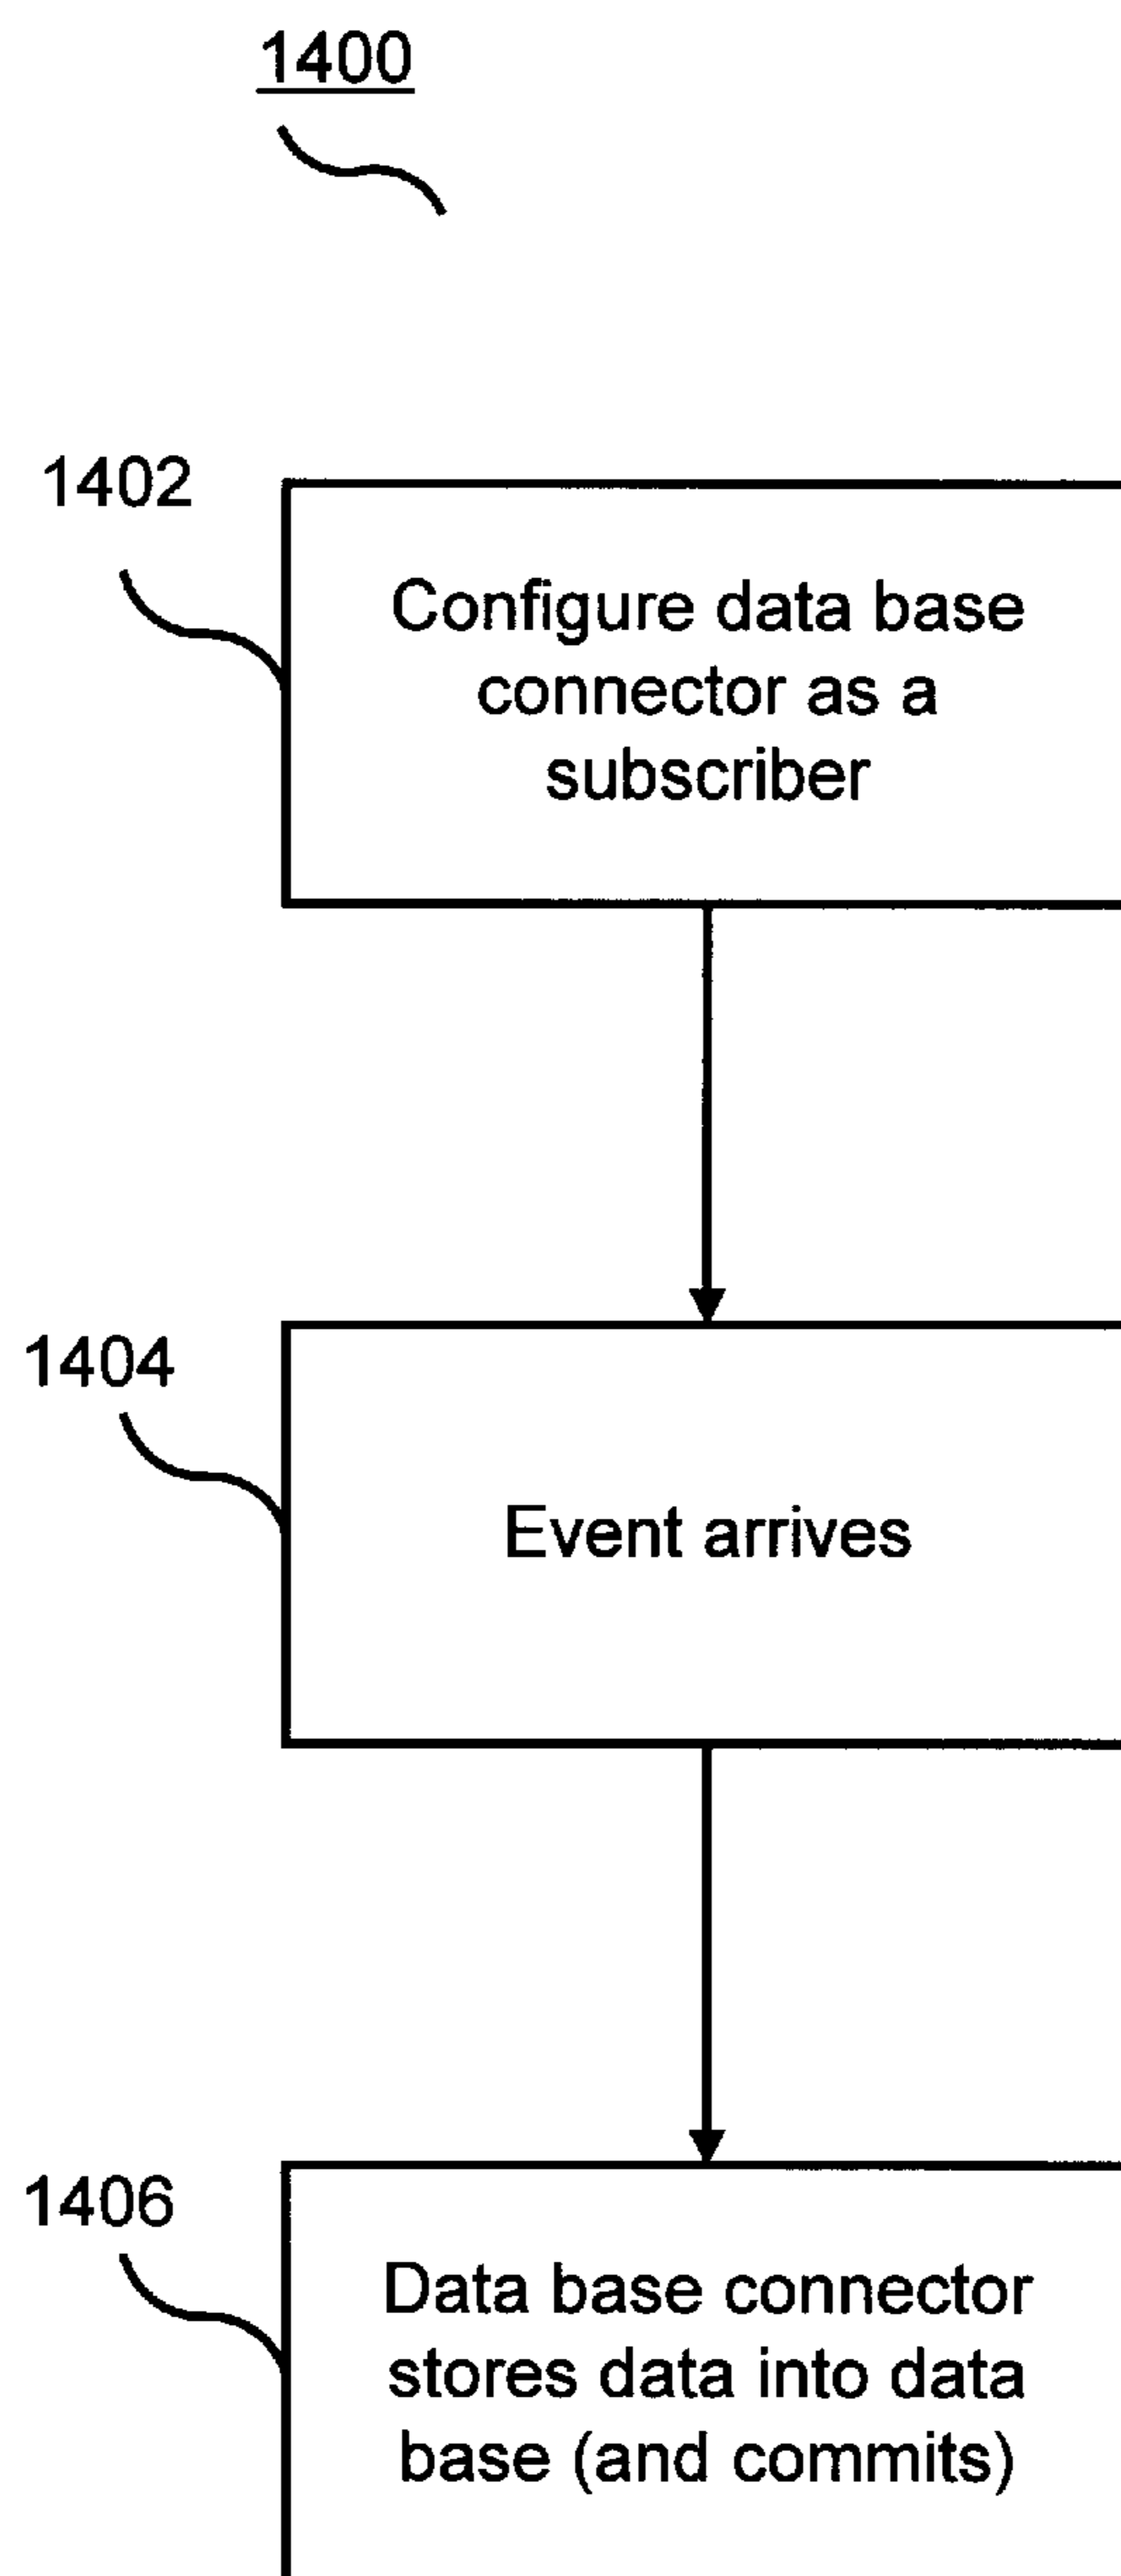 1400
1402
Configure data base
connector as a
subscriber
1404
Event arrives
1406
Data base connector
stores data into data
base (and commits)